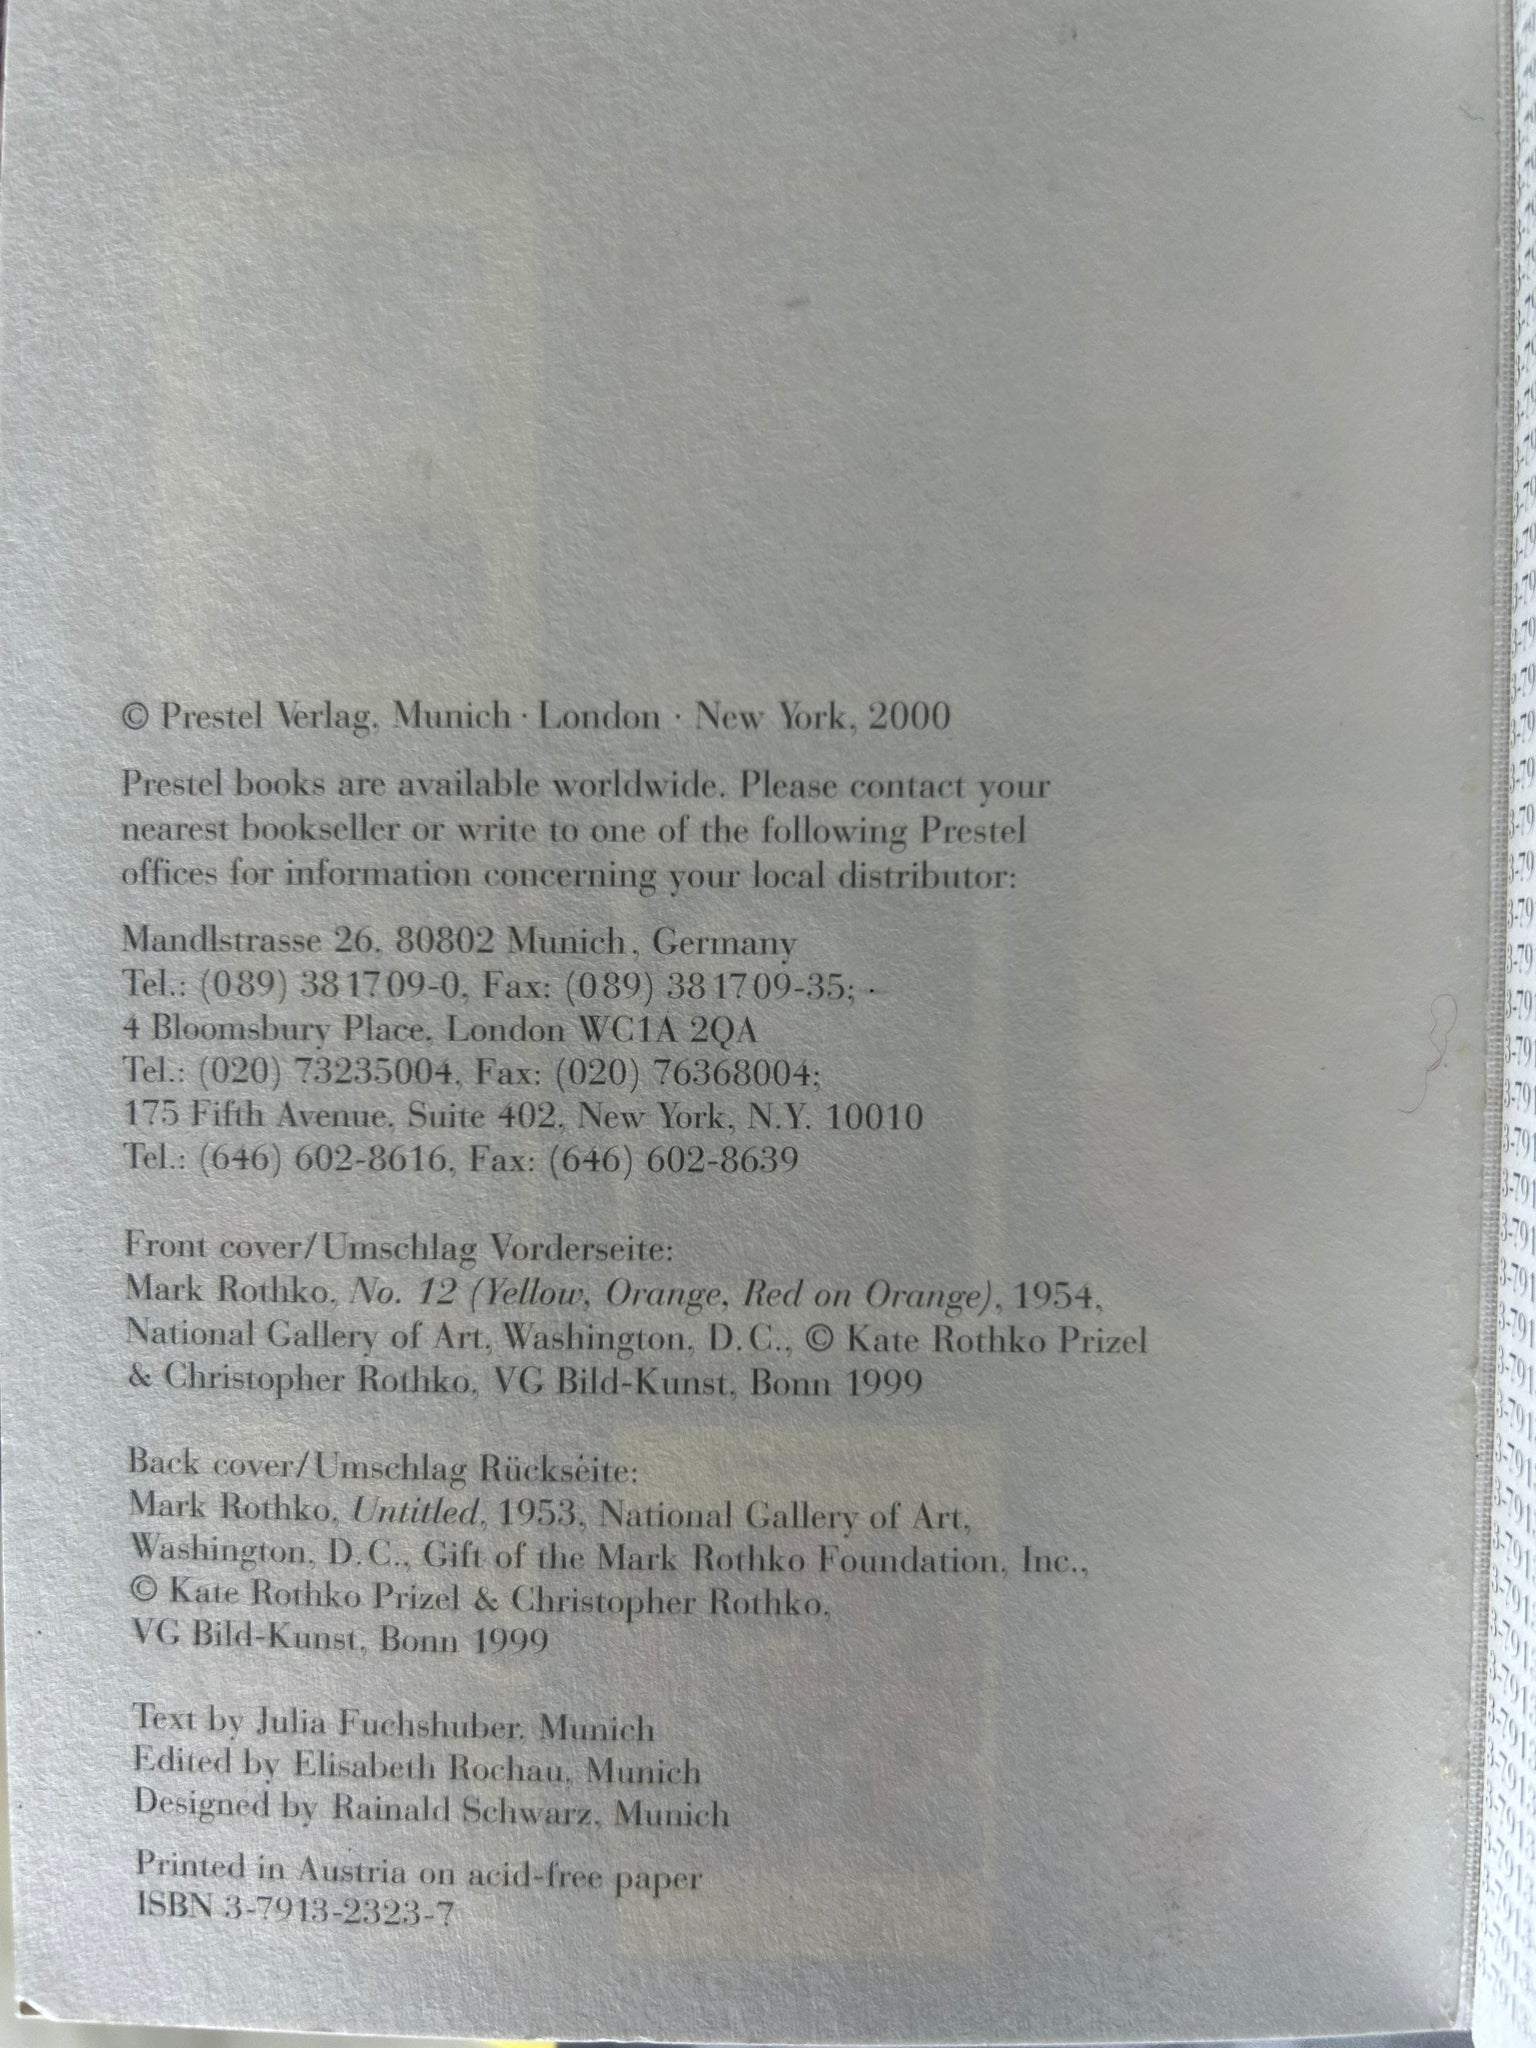 © Prestel Verlag, Munich · London · New York, 2000
Prestel books are available worldwide. Please contact your
nearest bookseller or write to one of the following Prestel
offices for information concerning your local distributor:
Mandlstrasse 26, 80802 Munich, Germany
Tel.: (089) 381709-0, Fax: (089) 381709-35;
4 Bloomsbury Place, London WC1A 2QA
Tel.: (020) 73235004, Fax: (020) 76368004;
175 Fifth Avenue, Suite 402, New York, N.Y. 10010
Tel.: (646) 602-8616, Fax: (646) 602-8639
Front cover/Umschlag Vorderseite:
Mark Rothko, No. 12 (Yellow, Orange, Red on Orange), 1954,
National Gallery of Art, Washington, D.C., © Kate Rothko Prizel
& Christopher Rothko, VG Bild-Kunst, Bonn 1999
Back cover/Umschlag Rückseite:
Mark Rothko, Untitled, 1953, National Gallery of Art,
Washington, D.C., Gift of the Mark Rothko Foundation, Inc.,
© Kate Rothko Prizel & Christopher Rothko,
VG Bild-Kunst, Bonn 1999
Text by Julia Fuchshuber, Munich
Edited by Elisabeth Rochau, Munich
Designed by Rainald Schwarz, Munich
Printed in Austria on acid-free paper
ISBN 3-7913-2323-7